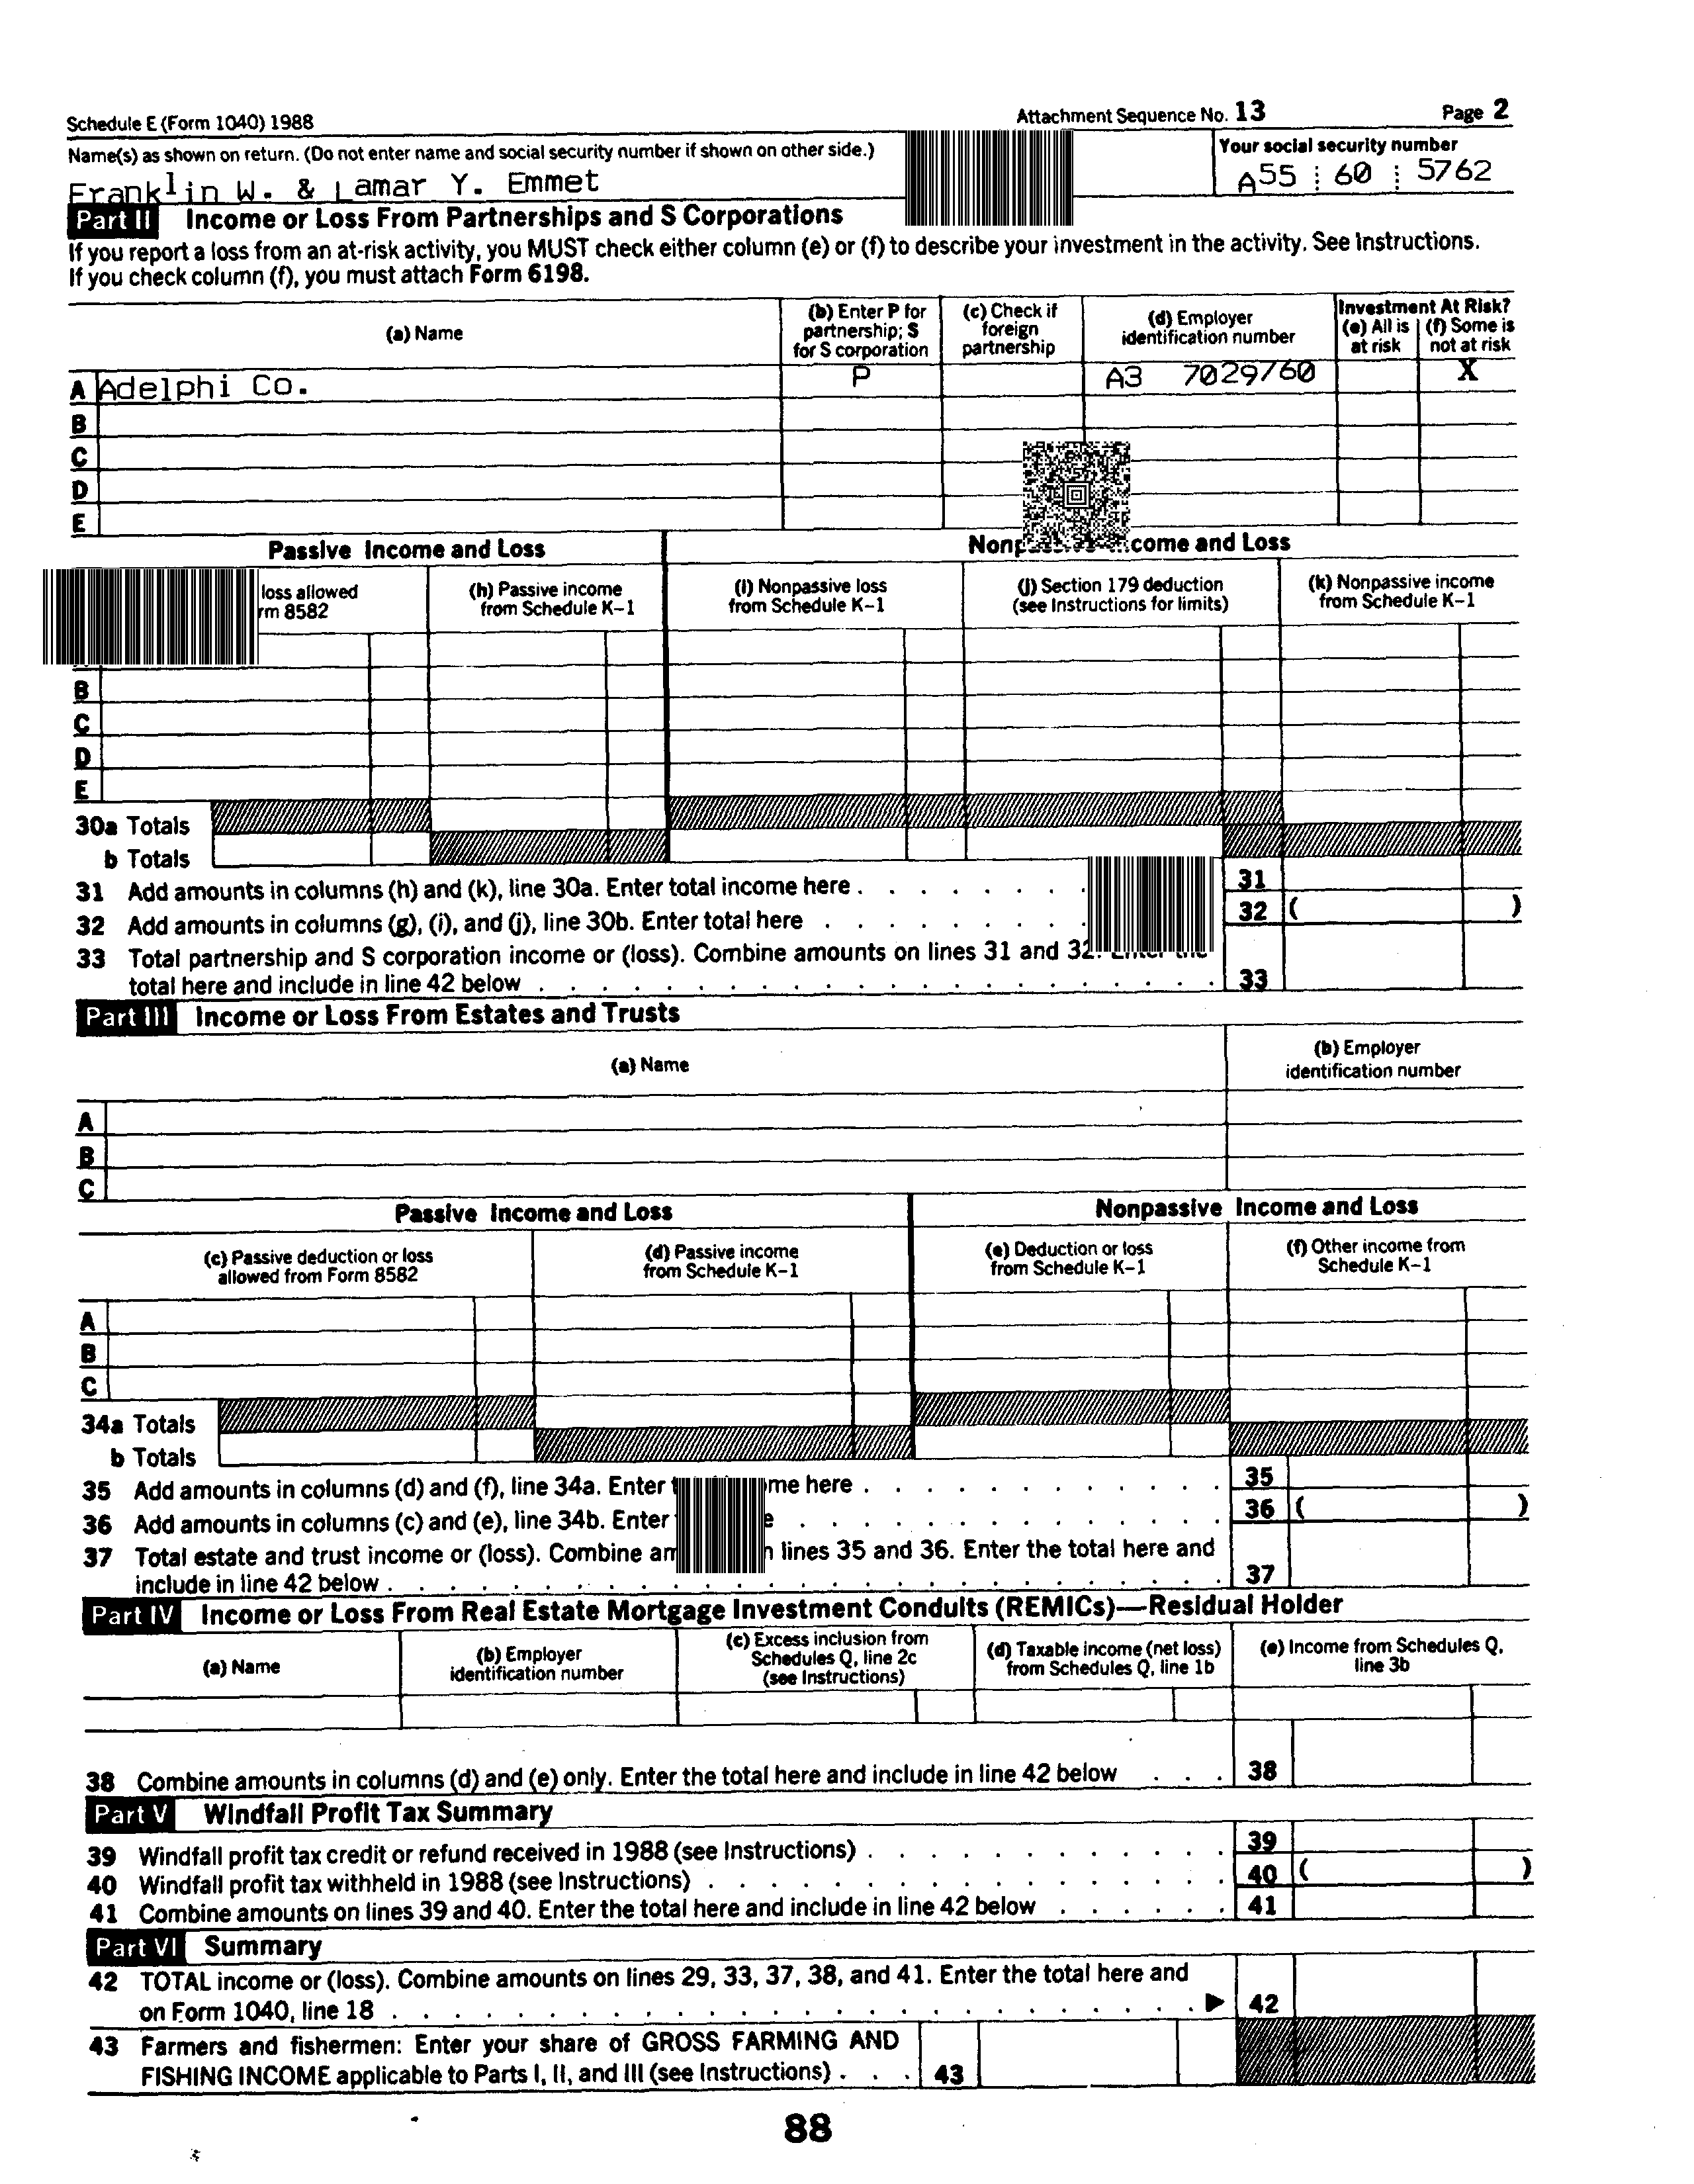 Schedule E (Form 1040) 1988 Attachment Sequence No. 13 Page 2
Name(s) as shown on return. (Do not enter name and social security number if shown on other side.) Your social security number
Franklin W. & Lamar Y. Emmet A55 60 5762
Part II Income or Loss From Partnerships and S Corporations
If you report a loss from an at-risk activity, you MUST check either column (e) or (f) to describe your investment in the activity. See Instructions.
If you check column (f), you must attach Form 6198.
(a) Name
(b) Enter P for
partnership; S
for S corporation
(c) Check if
foreign
partnership
(d) Employer
identification number
Investment At Risk?
(e) All is
at risk
(f) Some is
not at risk
A Adelphi Co. P A3 7029760 X
B
C
D
E
Passive Income and Loss
come and Loss
loss allowed
8582
(h) Passive income
from Schedule K-1
(i) Nonpassive loss
from Schedule K-1
(j) Section 179 deduction
(see Instructions for limits)
(k) Nonpassive income
from Schedule K-1
B
C
D
E
30a Totals
b Totals
31 Add amounts in columns (h) and (k), line 30a. Enter total income here . . . . . . . . 31
32 Add amounts in columns (g), (i), and (j), line 30b. Enter total here . . . . . . . . . 32 ( )
33 Total partnership and S corporation income or (loss). Combine amounts on lines 31 and 32.
total here and include in line 42 below . . . . . . . . . . . . . . . . . . . . . . 33
Part III Income or Loss From Estates and Trusts
(a) Name
(b) Employer
identification number
A
B
C
Passive Income and Loss
Nonpassive Income and Loss
(c) Passive deduction or loss
allowed from Form 8582
(d) Passive income
from Schedule K-1
(e) Deduction or loss
from Schedule K-1
(f) Other income from
Schedule K-1
A
B
C
34a Totals
b Totals
35 Add amounts in columns (d) and (f), line 34a. Enter me here . . . . . . . . . . . . 35
36 Add amounts in columns (c) and (e), line 34b. Enter . . . . . . . . . . . . . . 36 ( )
37 Total estate and trust income or (loss). Combine lines 35 and 36. Enter the total here and
include in line 42 below . . . . . . . . . . . . . . . . . . . . . . . . . . . 37
Part IV Income or Loss From Real Estate Mortgage Investment Conduits (REMICs)—Residual Holder
(a) Name
(b) Employer
identification number
(c) Excess inclusion from
Schedules Q, line 2c
(see Instructions)
(d) Taxable income (net loss)
from Schedules Q, line 1b
(e) Income from Schedules Q,
line 3b
38 Combine amounts in columns (d) and (e) only. Enter the total here and include in line 42 below . . . 38
Part V Windfall Profit Tax Summary
39 Windfall profit tax credit or refund received in 1988 (see Instructions) . . . . . . . . . . . . 39
40 Windfall profit tax withheld in 1988 (see Instructions) . . . . . . . . . . . . . . . . . 40 ( )
41 Combine amounts on lines 39 and 40. Enter the total here and include in line 42 below . . . . . . 41
Part VI Summary
42 TOTAL income or (loss). Combine amounts on lines 29, 33, 37, 38, and 41. Enter the total here and
on Form 1040, line 18 . . . . . . . . . . . . . . . . . . . . . . . . . . ▶ 42
43 Farmers and fishermen: Enter your share of GROSS FARMING AND
FISHING INCOME applicable to Parts I, II, and III (see Instructions) . . . 43
88